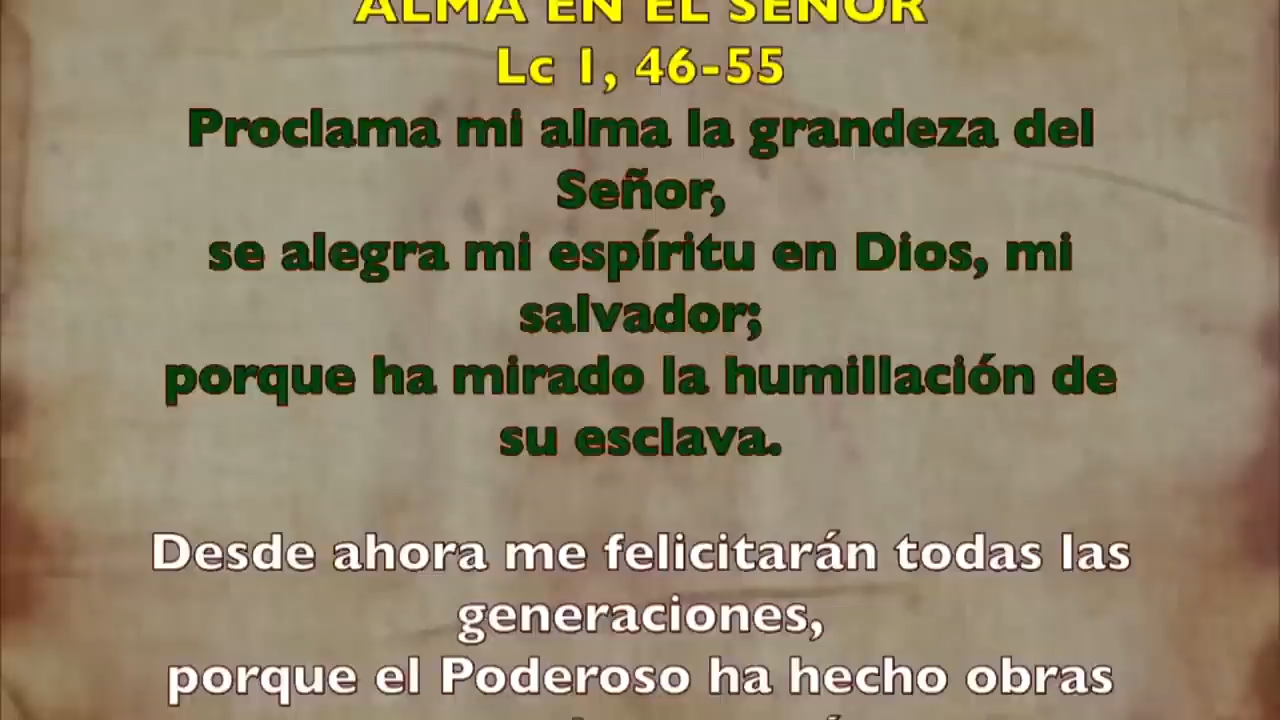 ALMA EN EL SEÑOR
Lc 1, 46-55
Proclama mi alma la grandeza del
Señor,
se alegra mi espíritu en Dios, mi
salvador;
porque ha mirado la humillación de
su esclava.
Desde ahora me felicitarán todas las
generaciones,
porque el Poderoso ha hecho obras